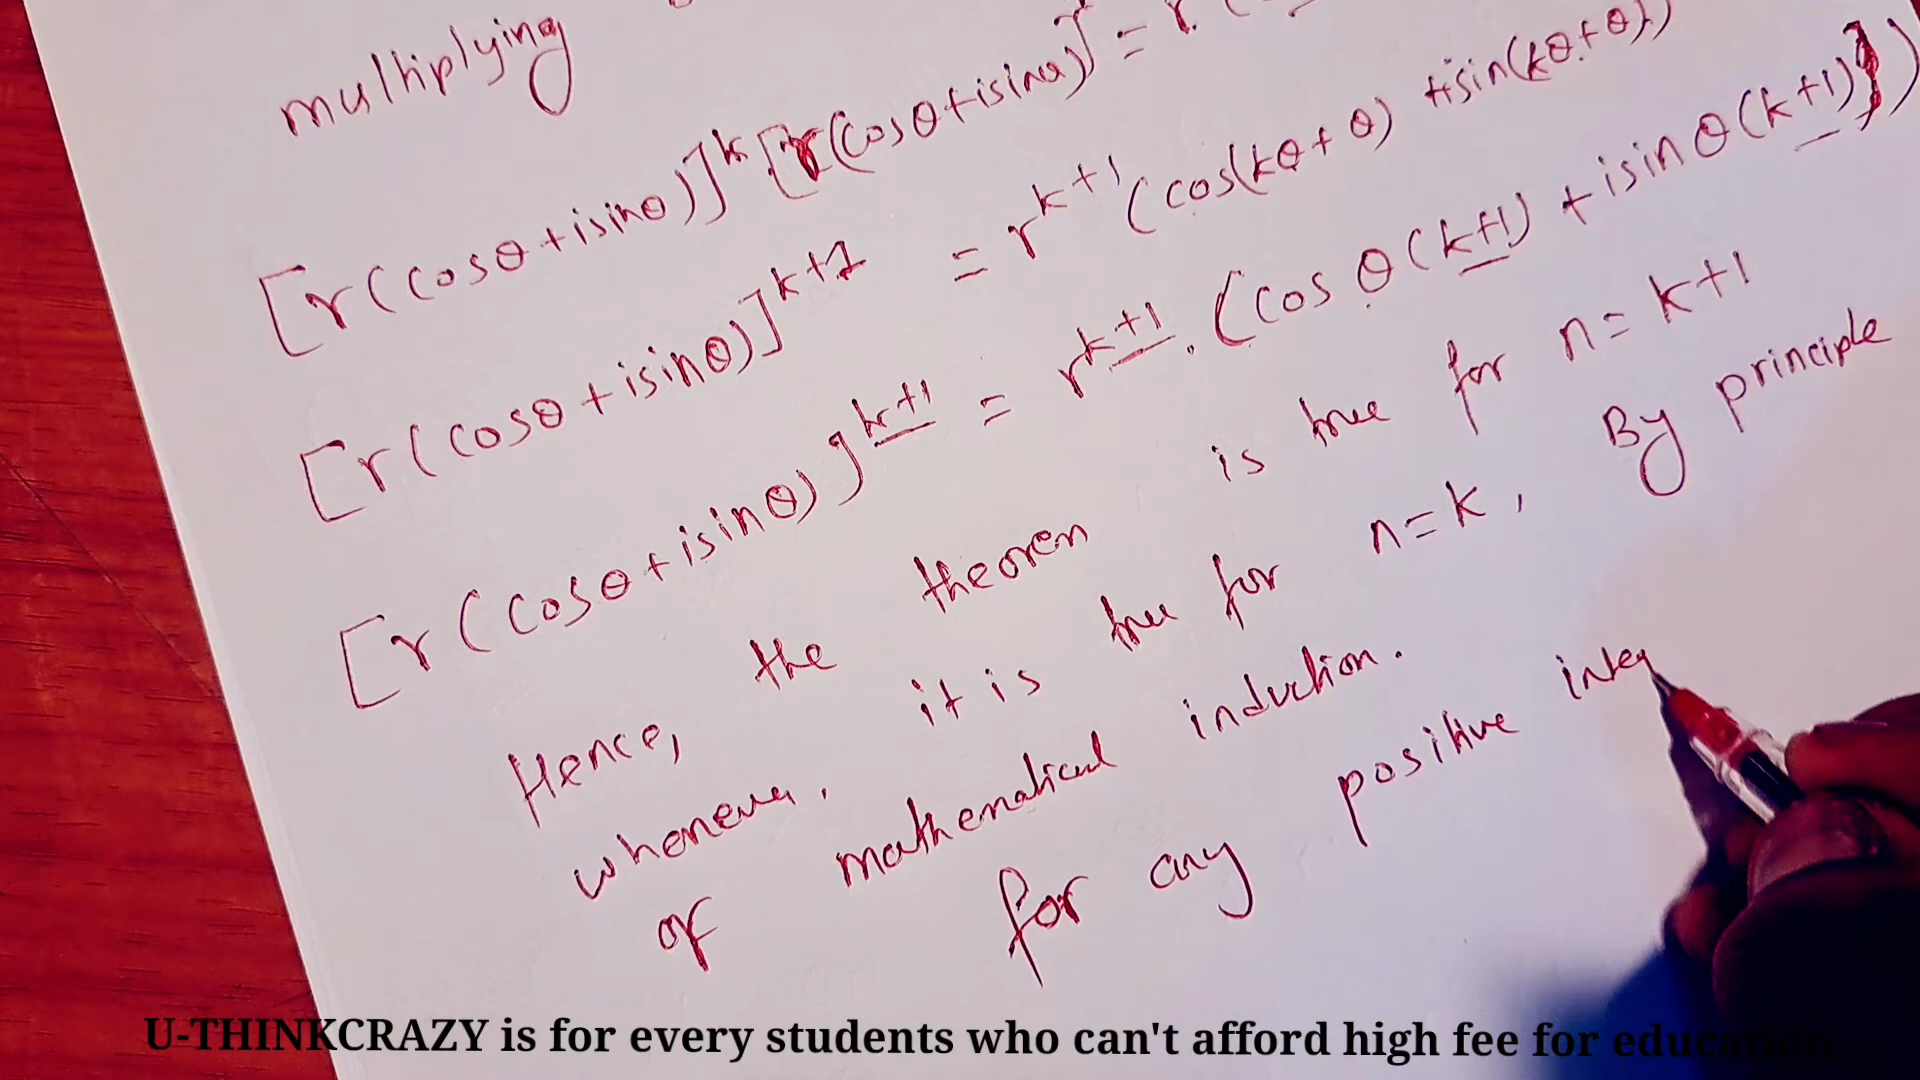 multiplying
[r(cosθ+isinθ)]^k [r(cosθ+isinθ)]^1 = r
[r(cosθ+isinθ)]^k+1 = r^k+1 (cos(kθ+θ) +isin(kθ+θ))
[r(cosθ+isinθ)]^k+1 = r^k+1 . (cos θ(k+1) + isin θ(k+1)})
Hence, the theorem is true for n=k+1
whenever, it is true for n=k, By principle
of mathematical induction.
for any positive integ
U-THINKCRAZY is for every students who can't afford high fee for education